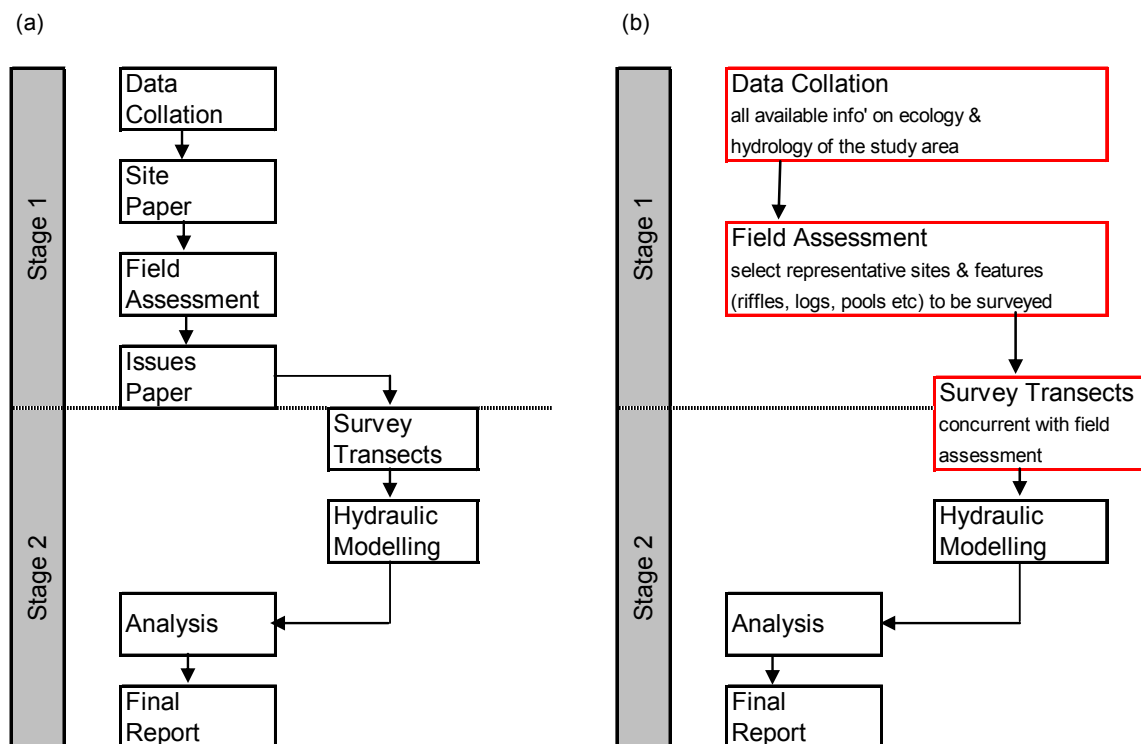 (a)
Stage 1
Data
Collation
Site
Paper
Field
Assessment
Issues
Paper
Stage 2
Survey
Transects
Hydraulic
Modelling
Analysis
Final
Report
(b)
Stage 1
Data Collation
all available info' on ecology &
hydrology of the study area
Field Assessment
select representative sites & features
(riffles, logs, pools etc) to be surveyed
Survey Transects
concurrent with field
assessment
Stage 2
Hydraulic
Modelling
Analysis
Final
Report